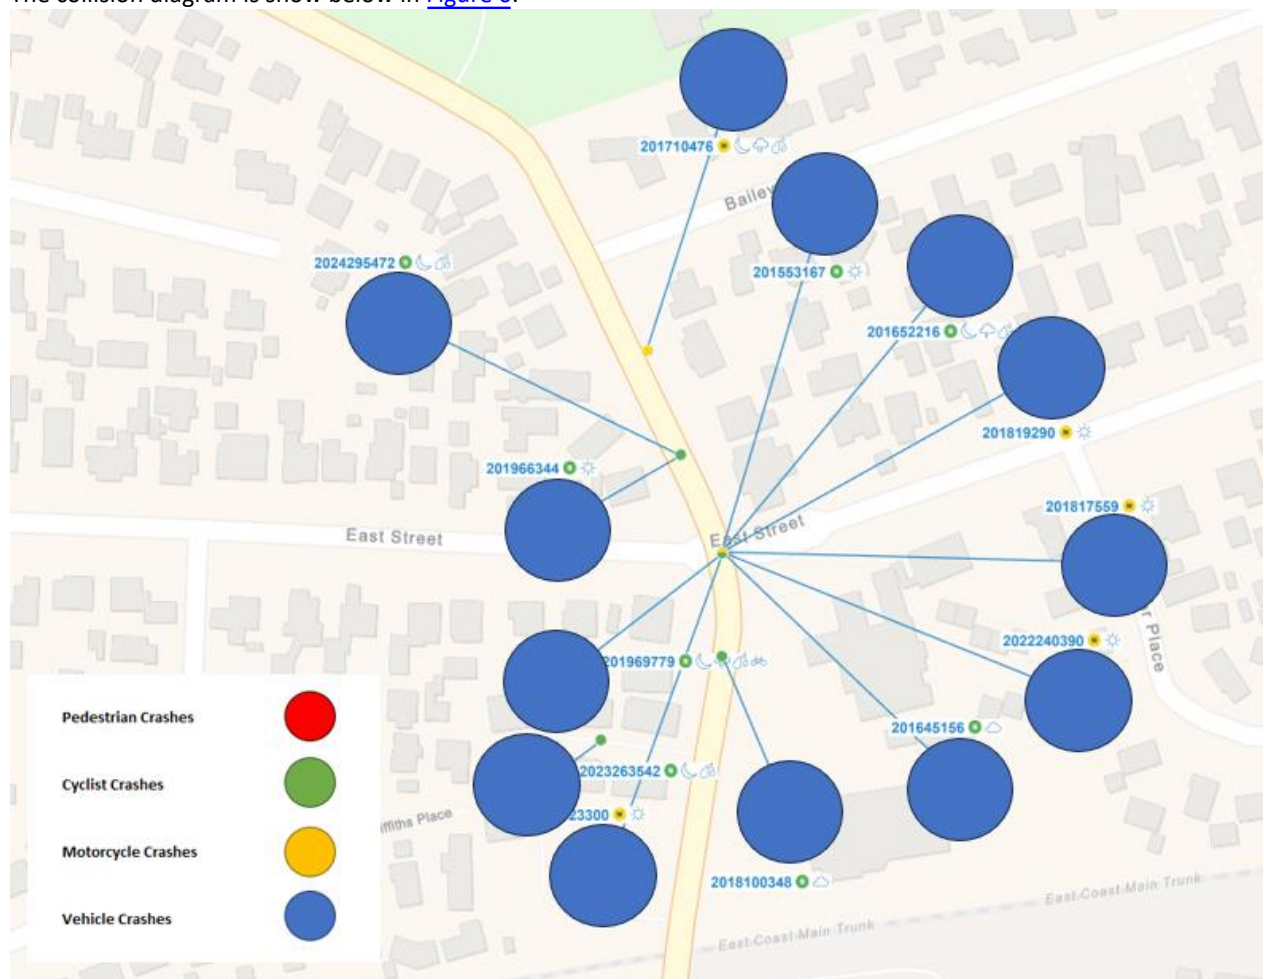 The collision diagram is show below in Figure 6.
201710476
Bailey
201553167
2024295472
201652216
201819290
201966344
201817559
East Street
East Street
2022240390
r Place
201969779
201645156
Pedestrian Crashes
Cyclist Crashes
2023263542
23300
ffiths Place
Motorcycle Crashes
2018100348
East Coast Main Trunk
Vehicle Crashes
East Coast Main Trunk